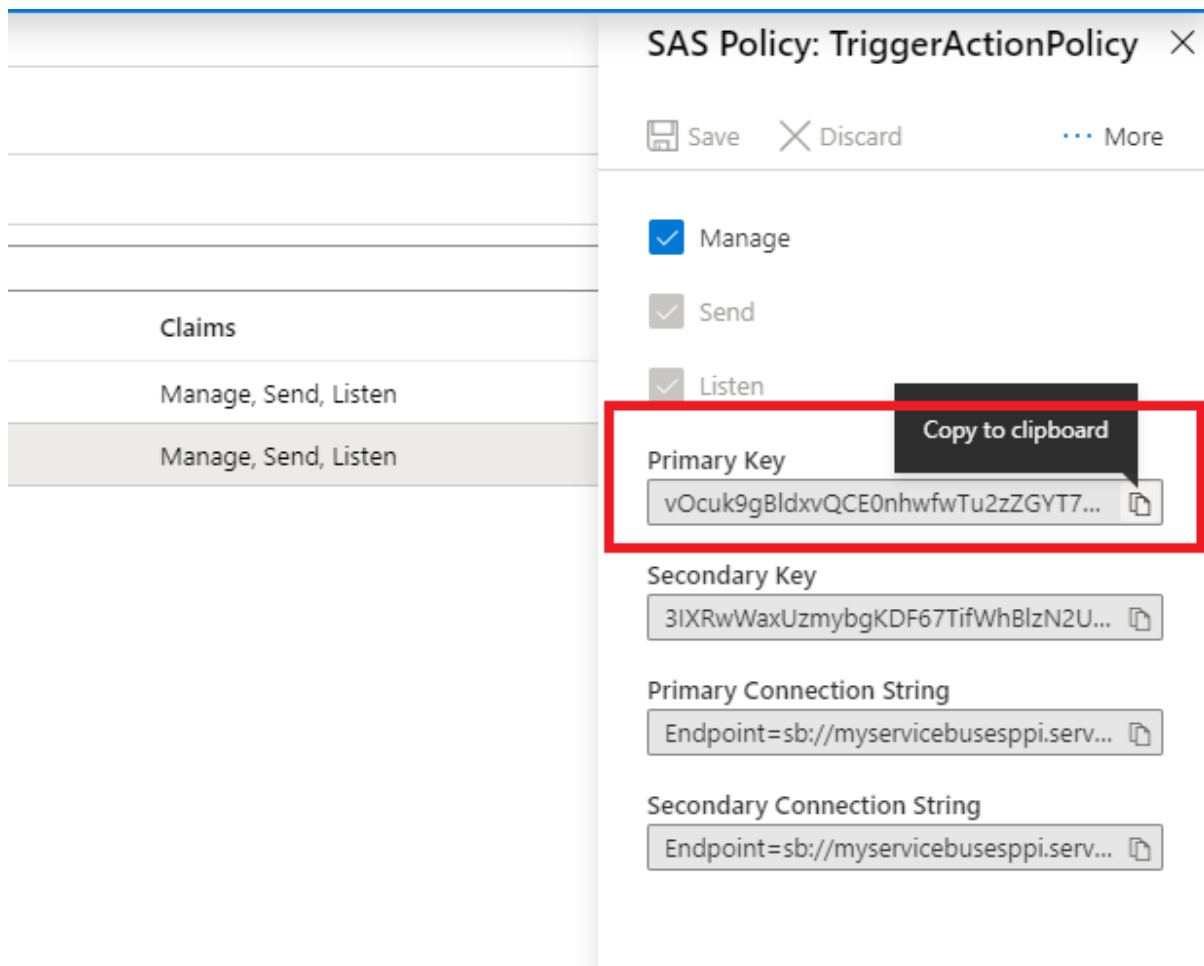 SAS Policy: TriggerActionPolicy
Save Discard ... More
Manage
Send
Listen
Claims
Manage, Send, Listen
Manage, Send, Listen
Copy to clipboard
Primary Key
vOcuk9gBldxvQCE0nhwfwTu2zZGYT7...
Secondary Key
3IXRwWaxUzmybgKDF67TifWhBlzN2U...
Primary Connection String
Endpoint=sb://myservicebusesppi.serv...
Secondary Connection String
Endpoint=sb://myservicebusesppi.serv...